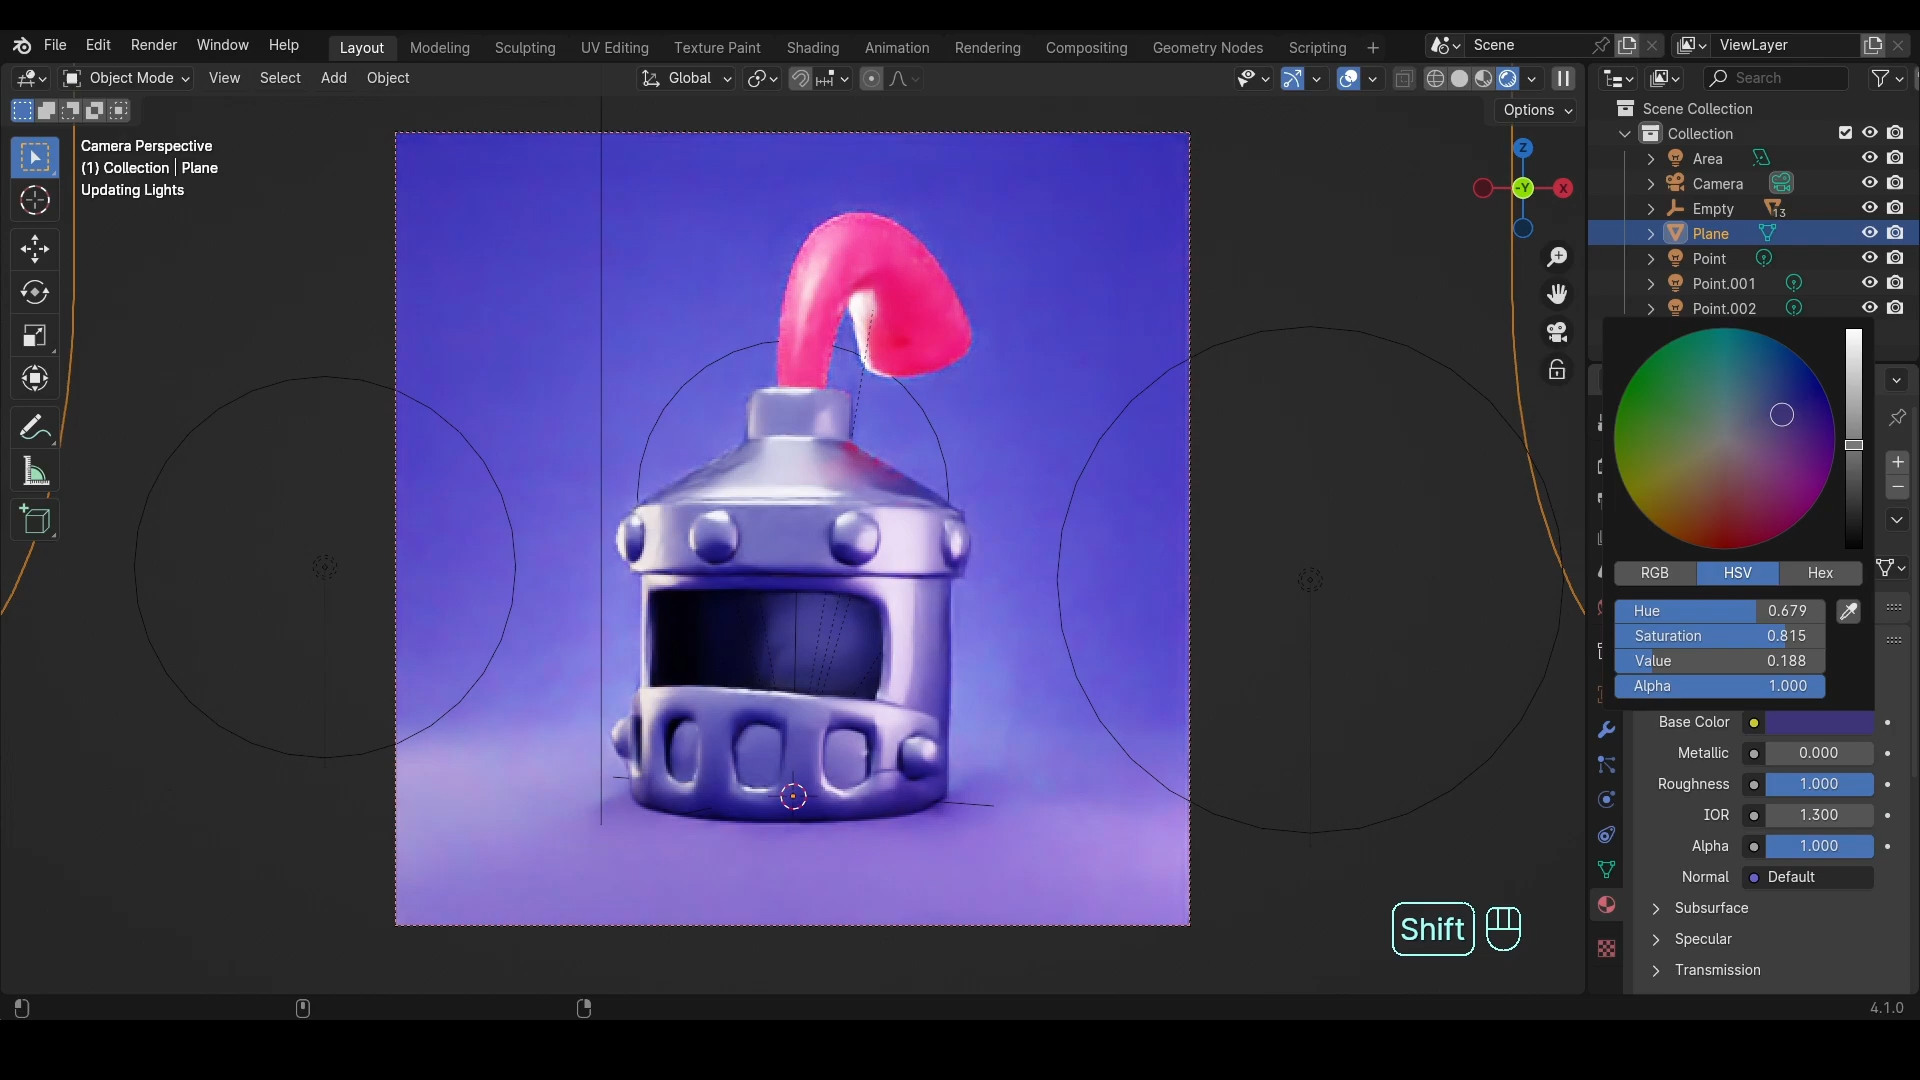 File Edit Render Window Help Layout Modeling Sculpting UV Editing Texture Paint Shading Animation Rendering Compositing Geometry Nodes Scripting + Scene ViewLayer
Object Mode View Select Add Object Global Search
Options
Scene Collection
Collection
Area
Camera
Empty 13
Plane
Point
Point.001
Point.002
Camera Perspective
(1) Collection | Plane
Updating Lights
Z
-Y X
RGB HSV Hex
Hue 0.679
Saturation 0.815
Value 0.188
Alpha 1.000
Base Color
Metallic 0.000
Roughness 1.000
IOR 1.300
Alpha 1.000
Normal Default
Subsurface
Specular
Transmission
Shift
4.1.0